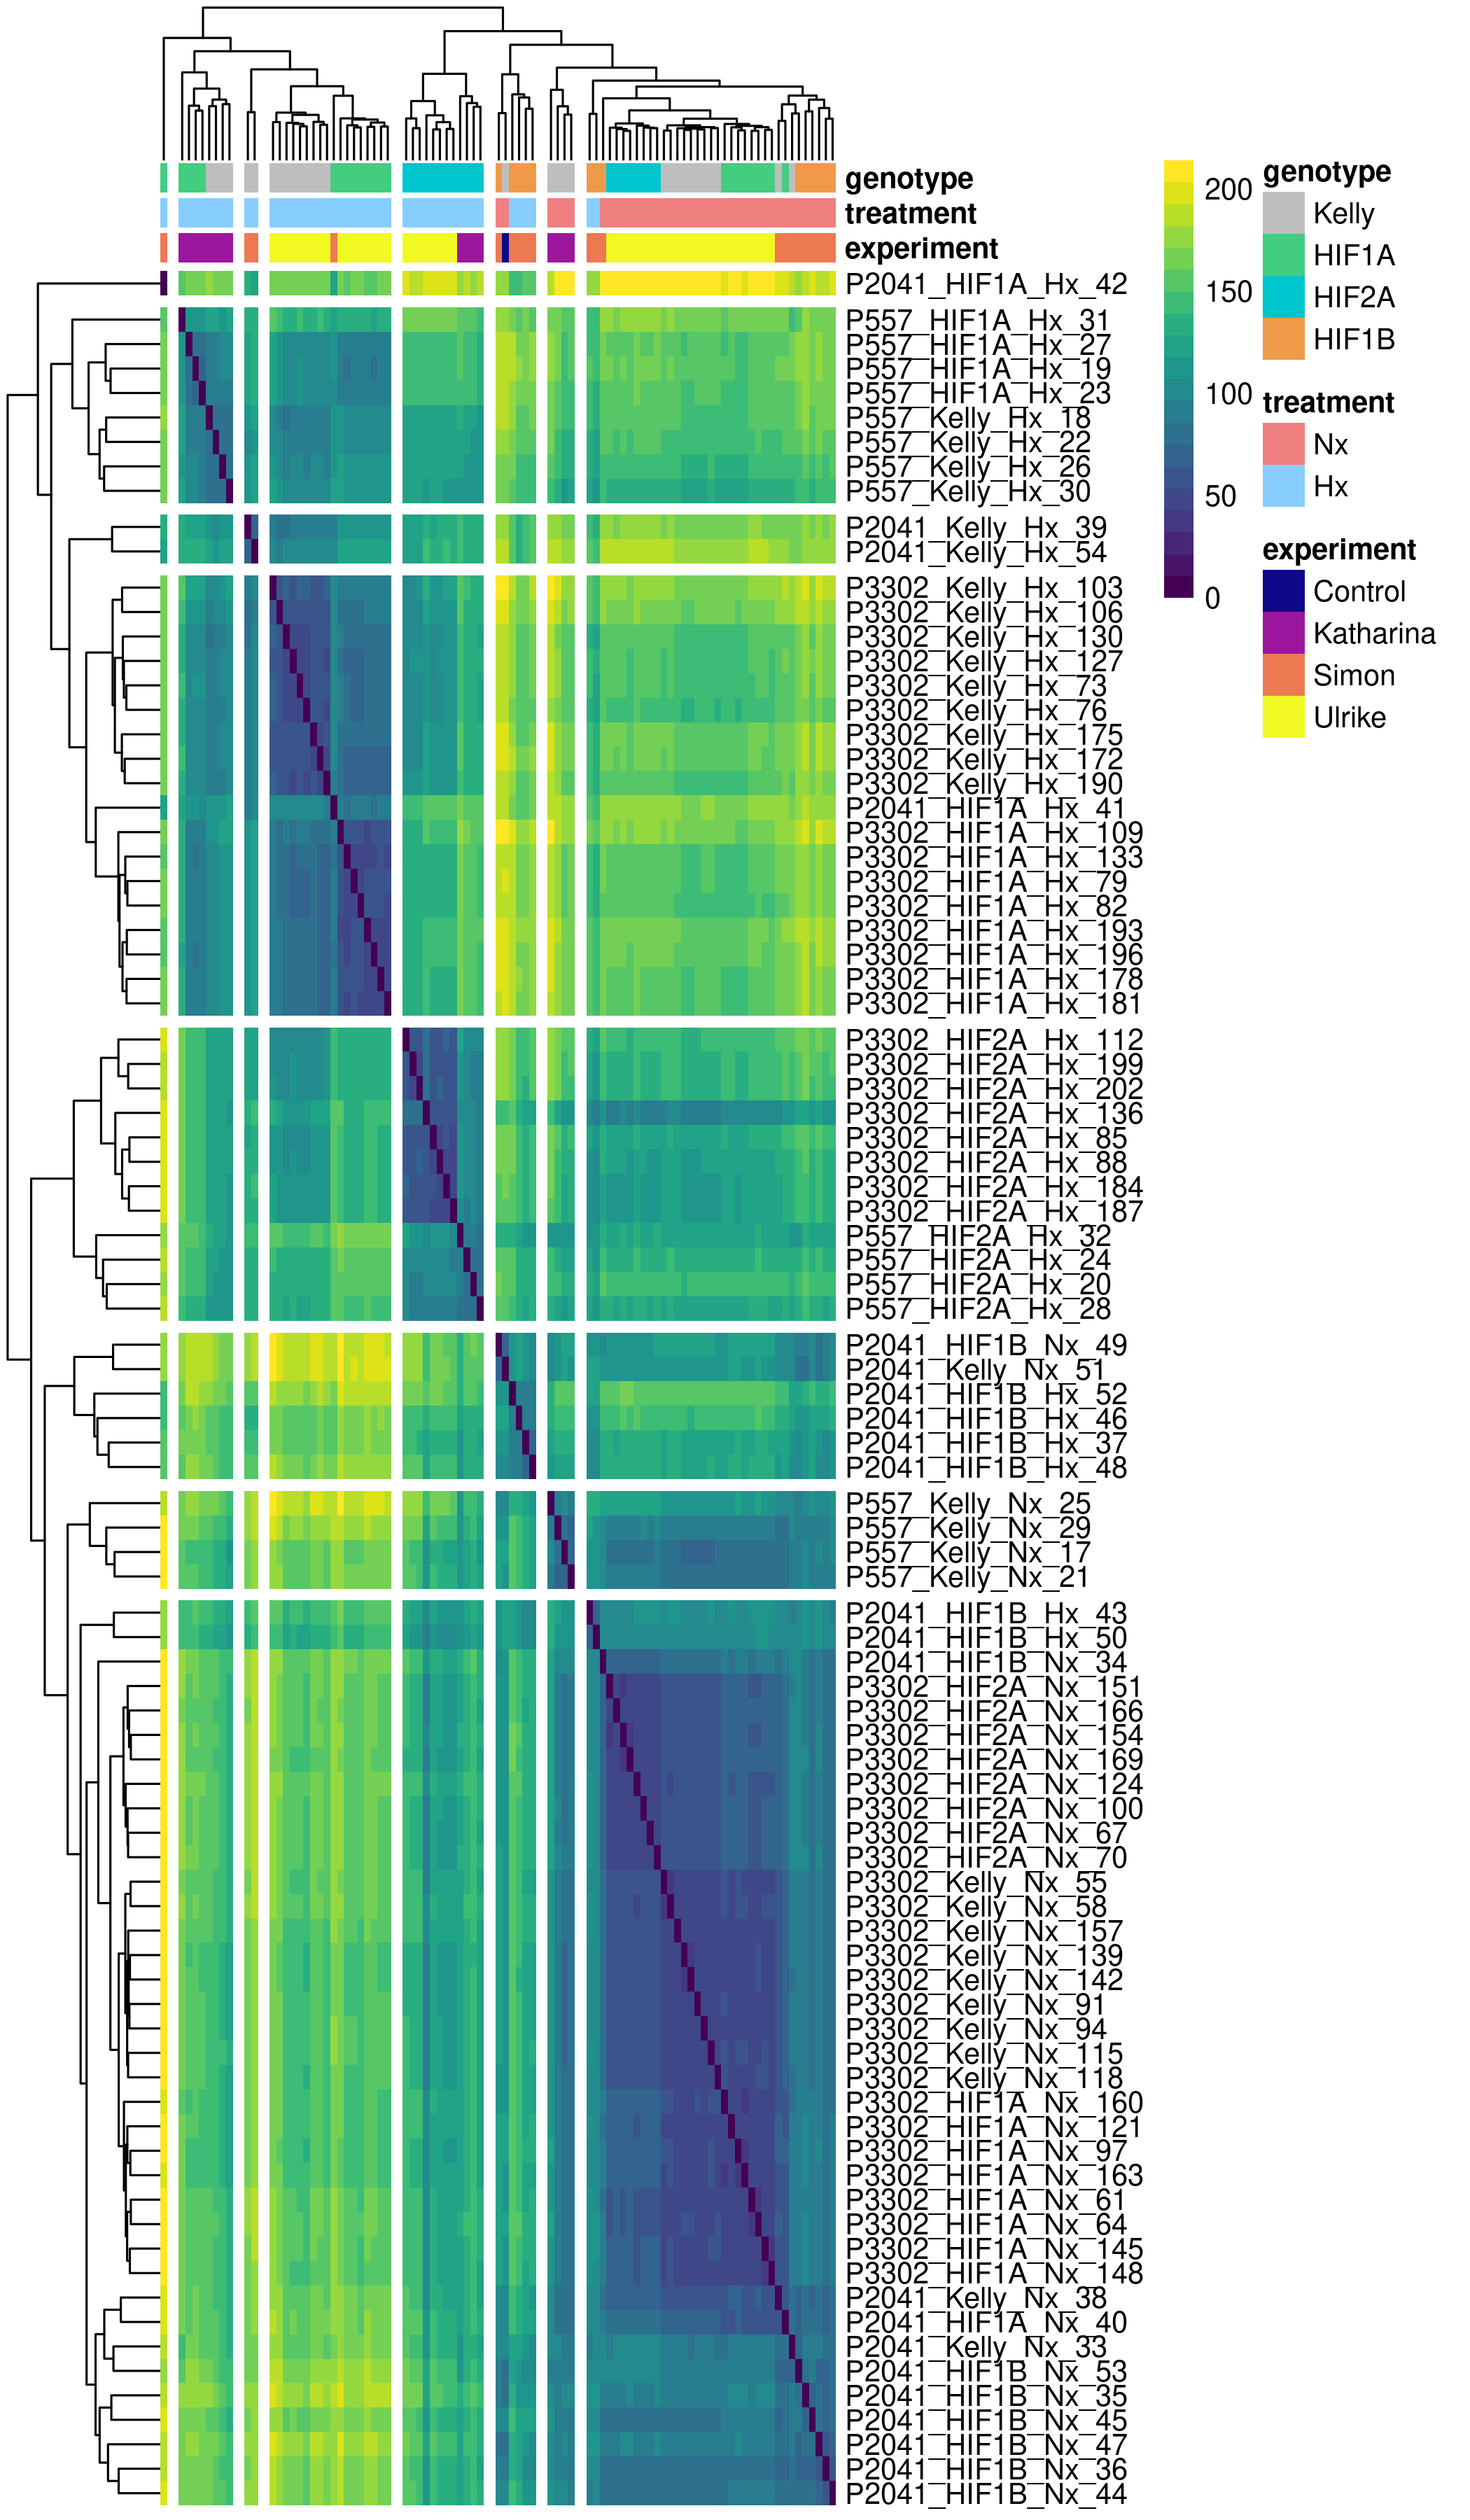 genotype
treatment
experiment
P2041_HIF1A_Hx_42
P557_HIF1A_Hx_31
P557_HIF1A_Hx_27
P557_HIF1A_Hx_19
P557_HIF1A_Hx_23
P557_Kelly_Hx_18
P557_Kelly_Hx_22
P557_Kelly_Hx_26
P557_Kelly_Hx_30
P2041_Kelly_Hx_39
P2041_Kelly_Hx_54
P3302_Kelly_Hx_103
P3302_Kelly_Hx_106
P3302_Kelly_Hx_130
P3302_Kelly_Hx_127
P3302_Kelly_Hx_73
P3302_Kelly_Hx_76
P3302_Kelly_Hx_175
P3302_Kelly_Hx_172
P3302_Kelly_Hx_190
P2041_HIF1A_Hx_41
P3302_HIF1A_Hx_109
P3302_HIF1A_Hx_133
P3302_HIF1A_Hx_79
P3302_HIF1A_Hx_82
P3302_HIF1A_Hx_193
P3302_HIF1A_Hx_196
P3302_HIF1A_Hx_178
P3302_HIF1A_Hx_181
P3302_HIF2A_Hx_112
P3302_HIF2A_Hx_199
P3302_HIF2A_Hx_202
P3302_HIF2A_Hx_136
P3302_HIF2A_Hx_85
P3302_HIF2A_Hx_88
P3302_HIF2A_Hx_184
P3302_HIF2A_Hx_187
P557_HIF2A_Hx_32
P557_HIF2A_Hx_24
P557_HIF2A_Hx_20
P557_HIF2A_Hx_28
P2041_HIF1B_Nx_49
P2041_Kelly_Nx_51
P2041_HIF1B_Hx_52
P2041_HIF1B_Hx_46
P2041_HIF1B_Hx_37
P2041_HIF1B_Hx_48
P557_Kelly_Nx_25
P557_Kelly_Nx_29
P557_Kelly_Nx_17
P557_Kelly_Nx_21
P2041_HIF1B_Hx_43
P2041_HIF1B_Hx_50
P2041_HIF1B_Nx_34
P3302_HIF2A_Nx_151
P3302_HIF2A_Nx_166
P3302_HIF2A_Nx_154
P3302_HIF2A_Nx_169
P3302_HIF2A_Nx_124
P3302_HIF2A_Nx_100
P3302_HIF2A_Nx_67
P3302_HIF2A_Nx_70
P3302_Kelly_Nx_55
P3302_Kelly_Nx_58
P3302_Kelly_Nx_157
P3302_Kelly_Nx_139
P3302_Kelly_Nx_142
P3302_Kelly_Nx_91
P3302_Kelly_Nx_94
P3302_Kelly_Nx_115
P3302_Kelly_Nx_118
P3302_HIF1A_Nx_160
P3302_HIF1A_Nx_121
P3302_HIF1A_Nx_97
P3302_HIF1A_Nx_163
P3302_HIF1A_Nx_61
P3302_HIF1A_Nx_64
P3302_HIF1A_Nx_145
P3302_HIF1A_Nx_148
P2041_Kelly_Nx_38
P2041_HIF1A_Nx_40
P2041_Kelly_Nx_33
P2041_HIF1B_Nx_53
P2041_HIF1B_Nx_35
P2041_HIF1B_Nx_45
P2041_HIF1B_Nx_47
P2041_HIF1B_Nx_36
P2041_HIF1B_Nx_44
200
150
100
50
0
genotype
Kelly
HIF1A
HIF2A
HIF1B
treatment
Nx
Hx
experiment
Control
Katharina
Simon
Ulrike